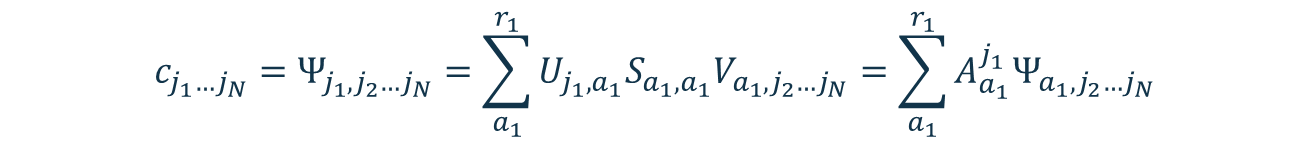 c_{j_1…j_N} = Ψ_{j_1,j_2…j_N} = ∑_{a_1}^{r_1} U_{j_1,a_1} S_{a_1,a_1} V_{a_1,j_2…j_N} = ∑_{a_1}^{r_1} A_{a_1}^{j_1} Ψ_{a_1,j_2…j_N}